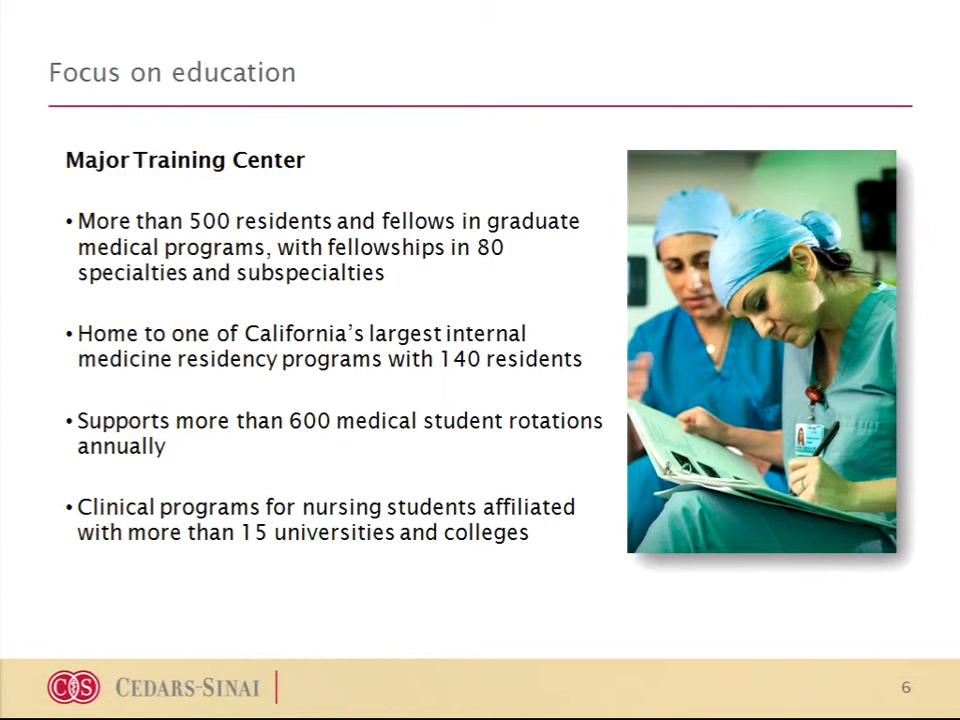 Focus on education
Major Training Center
• More than 500 residents and fellows in graduate
medical programs, with fellowships in 80
specialties and subspecialties
• Home to one of California’s largest internal
medicine residency programs with 140 residents
• Supports more than 600 medical student rotations
annually
• Clinical programs for nursing students affiliated
with more than 15 universities and colleges
CEDARS-SINAI
6